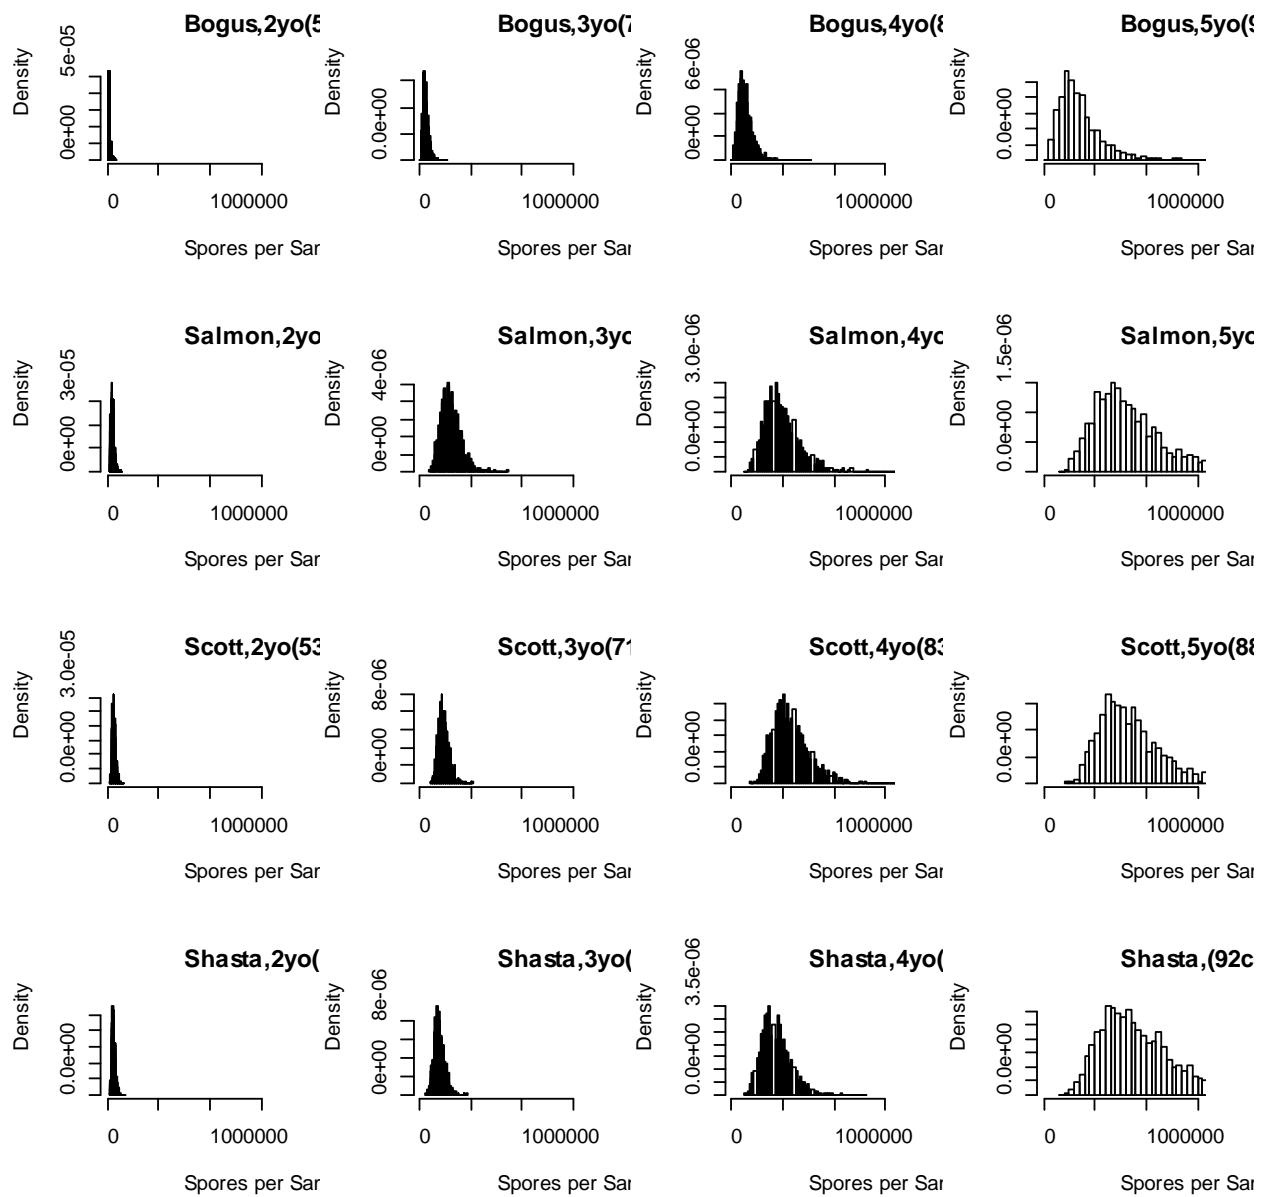 Bogus,2yo(5
Density
0e+00
5e-05
0
1000000
Spores per Sar
Bogus,3yo(7
Density
0.0e+00
0
Spores per Sar
Bogus,4yo(8
Density
0e+00
6e-06
0
1000000
Spores per Sar
Bogus,5yo(9
Density
0.0e+00
0
1000000
Spores per Sar
Salmon,2yo
Density
0e+00
3e-05
0
1000000
Spores per Sar
Salmon,3yo
Density
0e+00
4e-06
0
1000000
Spores per Sar
Salmon,4yo
Density
0.0e+00
3.0e-06
0
1000000
Spores per Sar
Salmon,5yo
Density
0.0e+00
1.5e-06
0
1000000
Spores per Sar
Scott,2yo(53
Density
0.0e+00
3.0e-05
0
1000000
Spores per Sar
Scott,3yo(71
Density
0e+00
8e-06
0
1000000
Spores per Sar
Scott,4yo(83
Density
0.0e+00
0
1000000
Spores per Sar
Scott,5yo(88
Density
0.0e+00
0
1000000
Spores per Sar
Shasta,2yo(
Density
0.0e+00
0
1000000
Spores per Sar
Shasta,3yo(
Density
0e+00
8e-06
0
1000000
Spores per Sar
Shasta,4yo(
Density
0.0e+00
3.5e-06
0
1000000
Spores per Sar
Shasta,(92c
Density
0.0e+00
0
1000000
Spores per Sar